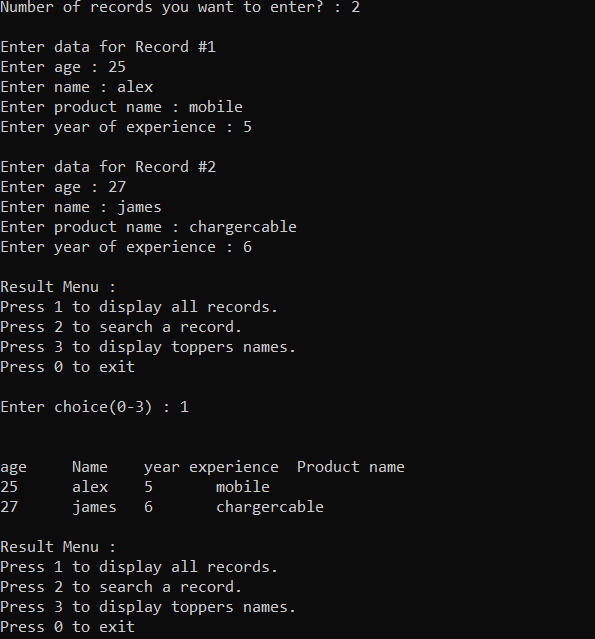 Number of records you want to enter? : 2
Enter data for Record #1
Enter age : 25
Enter name : alex
Enter product name : mobile
Enter year of experience : 5
Enter data for Record #2
Enter age : 27
Enter name : james
Enter product name : chargercable
Enter year of experience : 6
Result Menu :
Press 1 to display all records.
Press 2 to search a record.
Press 3 to display toppers names.
Press 0 to exit
Enter choice(0-3) : 1
age     Name    year experience  Product name
25      alex    5       mobile
27      james   6       chargercable
Result Menu :
Press 1 to display all records.
Press 2 to search a record.
Press 3 to display toppers names.
Press 0 to exit